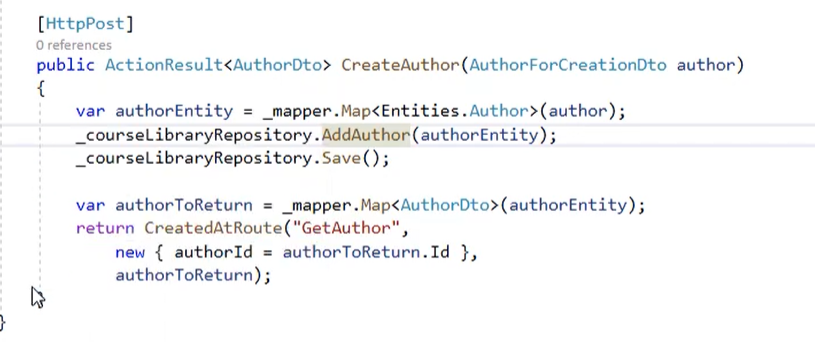 [HttpPost]
0 references
public ActionResult<AuthorDto> CreateAuthor(AuthorForCreationDto author)
{
var authorEntity = _mapper.Map<Entities.Author>(author);
_courseLibraryRepository.AddAuthor(authorEntity);
_courseLibraryRepository.Save();
var authorToReturn = _mapper.Map<AuthorDto>(authorEntity);
return CreatedAtRoute("GetAuthor",
new { authorId = authorToReturn.Id },
authorToReturn);
}